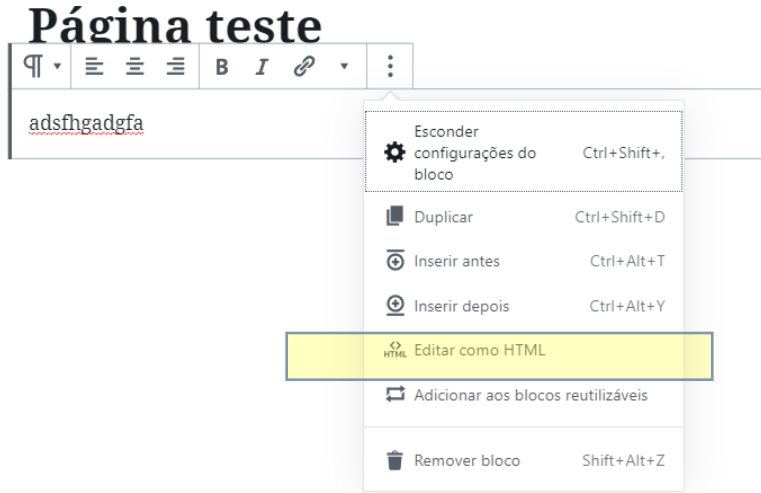 Página teste
B I
adsfhgadgfa
Esconder
configurações do
bloco
Ctrl+Shift+,
Duplicar Ctrl+Shift+D
Inserir antes Ctrl+Alt+T
Inserir depois Ctrl+Alt+Y
HTML Editar como HTML
Adicionar aos blocos reutilizáveis
Remover bloco Shift+Alt+Z